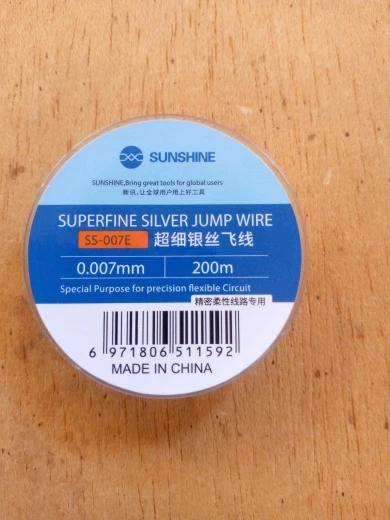 SUNSHINE
SUNSHINE,Bring great tools for global users
新讯,让全球用户用上好工具
SUPERFINE SILVER JUMP WIRE
SS-007E 超细银丝飞线
0.007mm 200m
Special Purpose for precision flexible Circuit
精密柔性线路专用
6 971806 511592
MADE IN CHINA